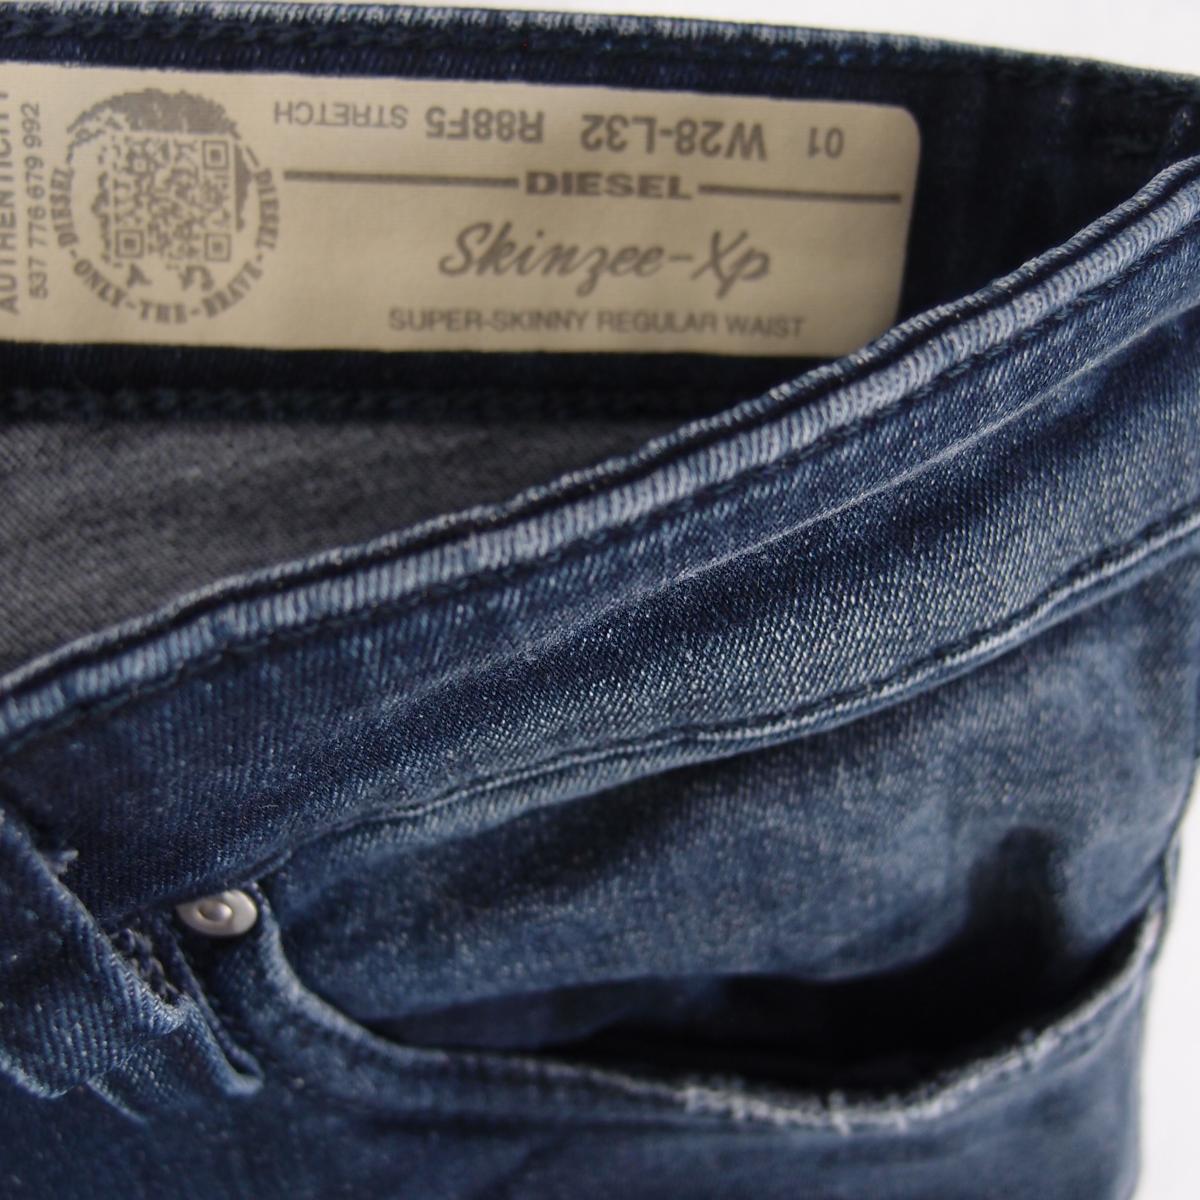 AUTHENTICITY
537 776 679 992
DIESEL-ONLY-THE-BRAVE-DIESEL
01 W28-L32 R88F5 STRETCH
DIESEL
Skinzee-Xp
SUPER-SKINNY REGULAR WAIST